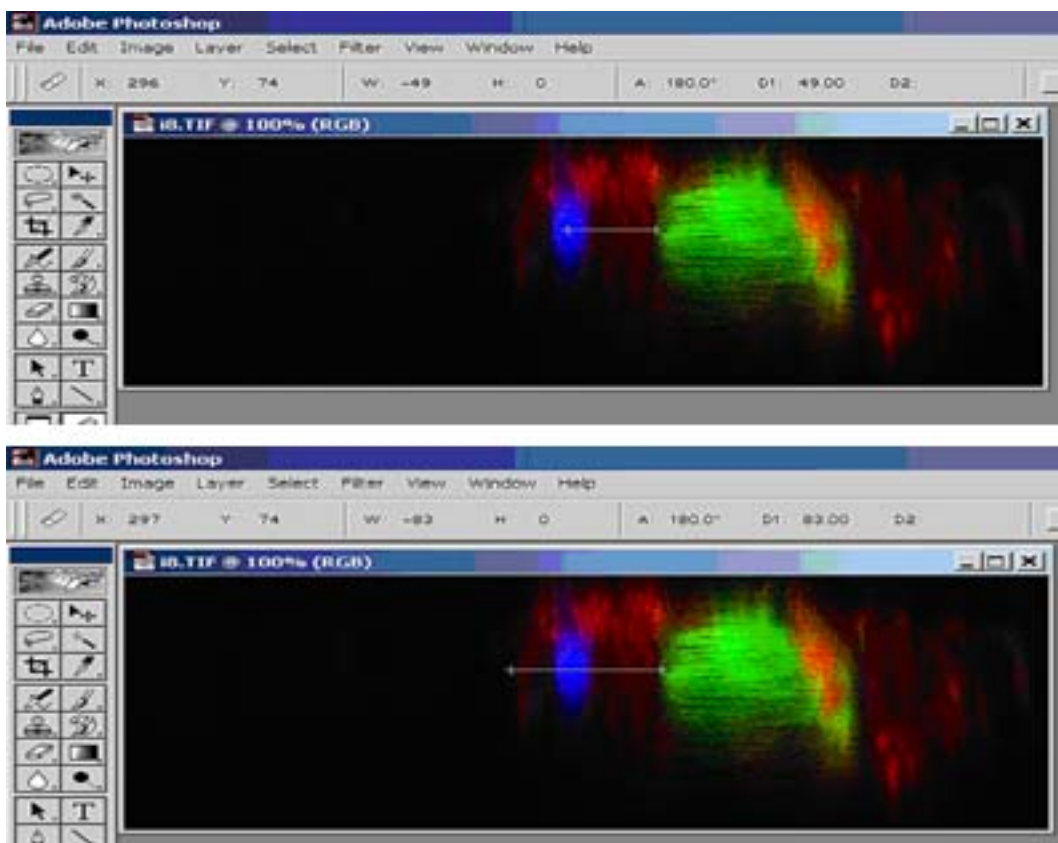 Adobe Photoshop
File Edit Image Layer Select Filter View Window Help
X: 296 Y: 74 W: -49 H: 0 A: 180.0° D1: 49.00 D2:
i8.TIF @ 100% (RGB)
T
Adobe Photoshop
File Edit Image Layer Select Filter View Window Help
X 297 Y 74 W -83 H 0 A 180.0° D1: 83.00 D2
i8.TIF @ 100% (RGB)
T